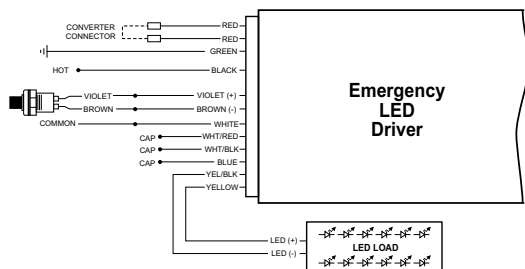 CONVERTER
CONNECTOR
RED
RED
GREEN
HOT
BLACK
VIOLET
VIOLET (+)
BROWN
BROWN (-)
COMMON
WHITE
CAP
WHT/RED
CAP
WHT/BLK
CAP
BLUE
YEL/BLK
YELLOW
Emergency
LED
Driver
LED (+)
LED (-)
LED LOAD